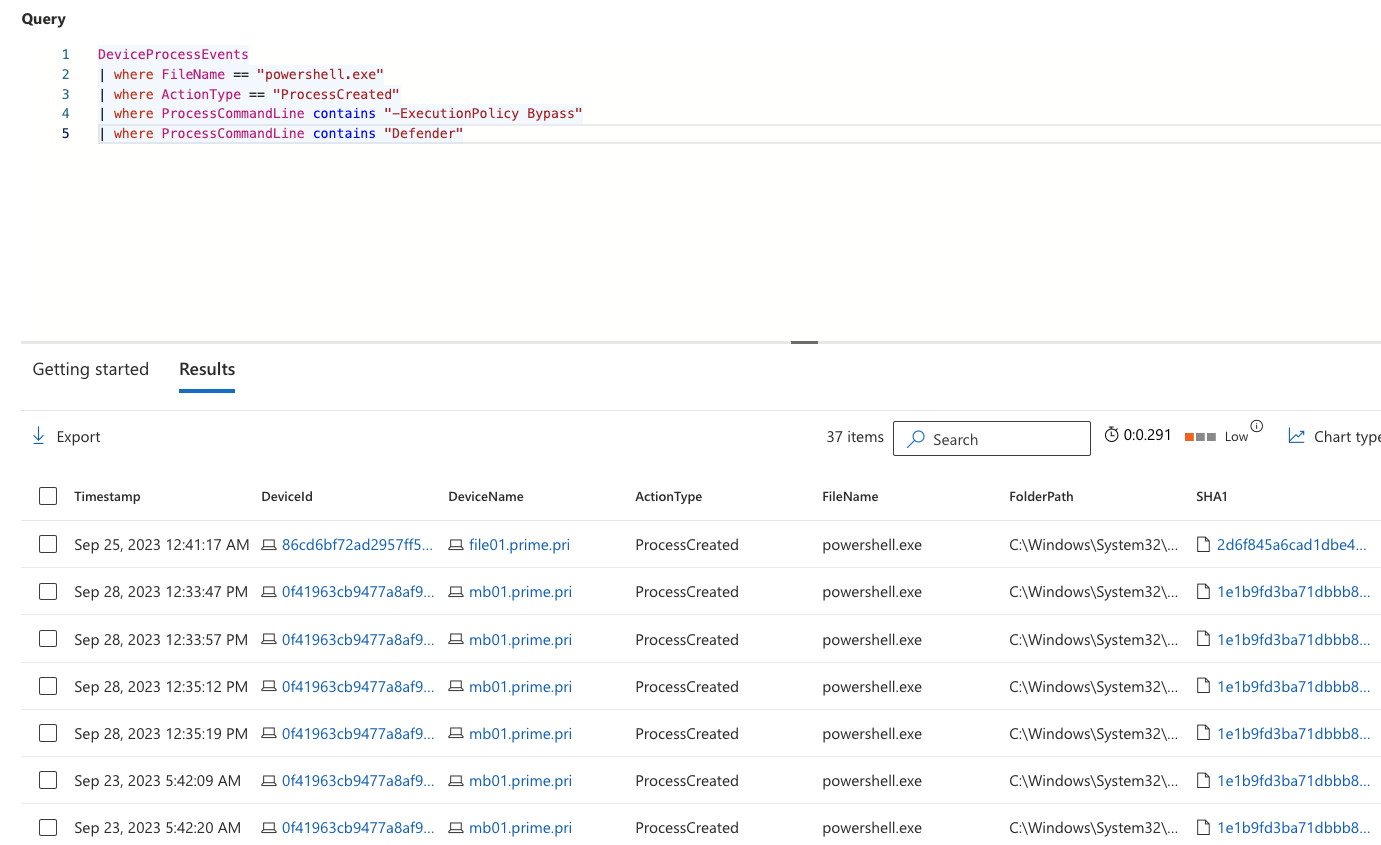 Query
1 DeviceProcessEvents
2 | where FileName == "powershell.exe"
3 | where ActionType == "ProcessCreated"
4 | where ProcessCommandLine contains "-ExecutionPolicy Bypass"
5 | where ProcessCommandLine contains "Defender"
Getting started Results
Export 37 items Search 0:0.291 Low Chart type
Timestamp DeviceId DeviceName ActionType FileName FolderPath SHA1
Sep 25, 2023 12:41:17 AM 86cd6bf72ad2957ff5... file01.prime.pri ProcessCreated powershell.exe C:\Windows\System32\... 2d6f845a6cad1dbe4...
Sep 28, 2023 12:33:47 PM 0f41963cb9477a8af9... mb01.prime.pri ProcessCreated powershell.exe C:\Windows\System32\... 1e1b9fd3ba71dbbb8...
Sep 28, 2023 12:33:57 PM 0f41963cb9477a8af9... mb01.prime.pri ProcessCreated powershell.exe C:\Windows\System32\... 1e1b9fd3ba71dbbb8...
Sep 28, 2023 12:35:12 PM 0f41963cb9477a8af9... mb01.prime.pri ProcessCreated powershell.exe C:\Windows\System32\... 1e1b9fd3ba71dbbb8...
Sep 28, 2023 12:35:19 PM 0f41963cb9477a8af9... mb01.prime.pri ProcessCreated powershell.exe C:\Windows\System32\... 1e1b9fd3ba71dbbb8...
Sep 23, 2023 5:42:09 AM 0f41963cb9477a8af9... mb01.prime.pri ProcessCreated powershell.exe C:\Windows\System32\... 1e1b9fd3ba71dbbb8...
Sep 23, 2023 5:42:20 AM 0f41963cb9477a8af9... mb01.prime.pri ProcessCreated powershell.exe C:\Windows\System32\... 1e1b9fd3ba71dbbb8...